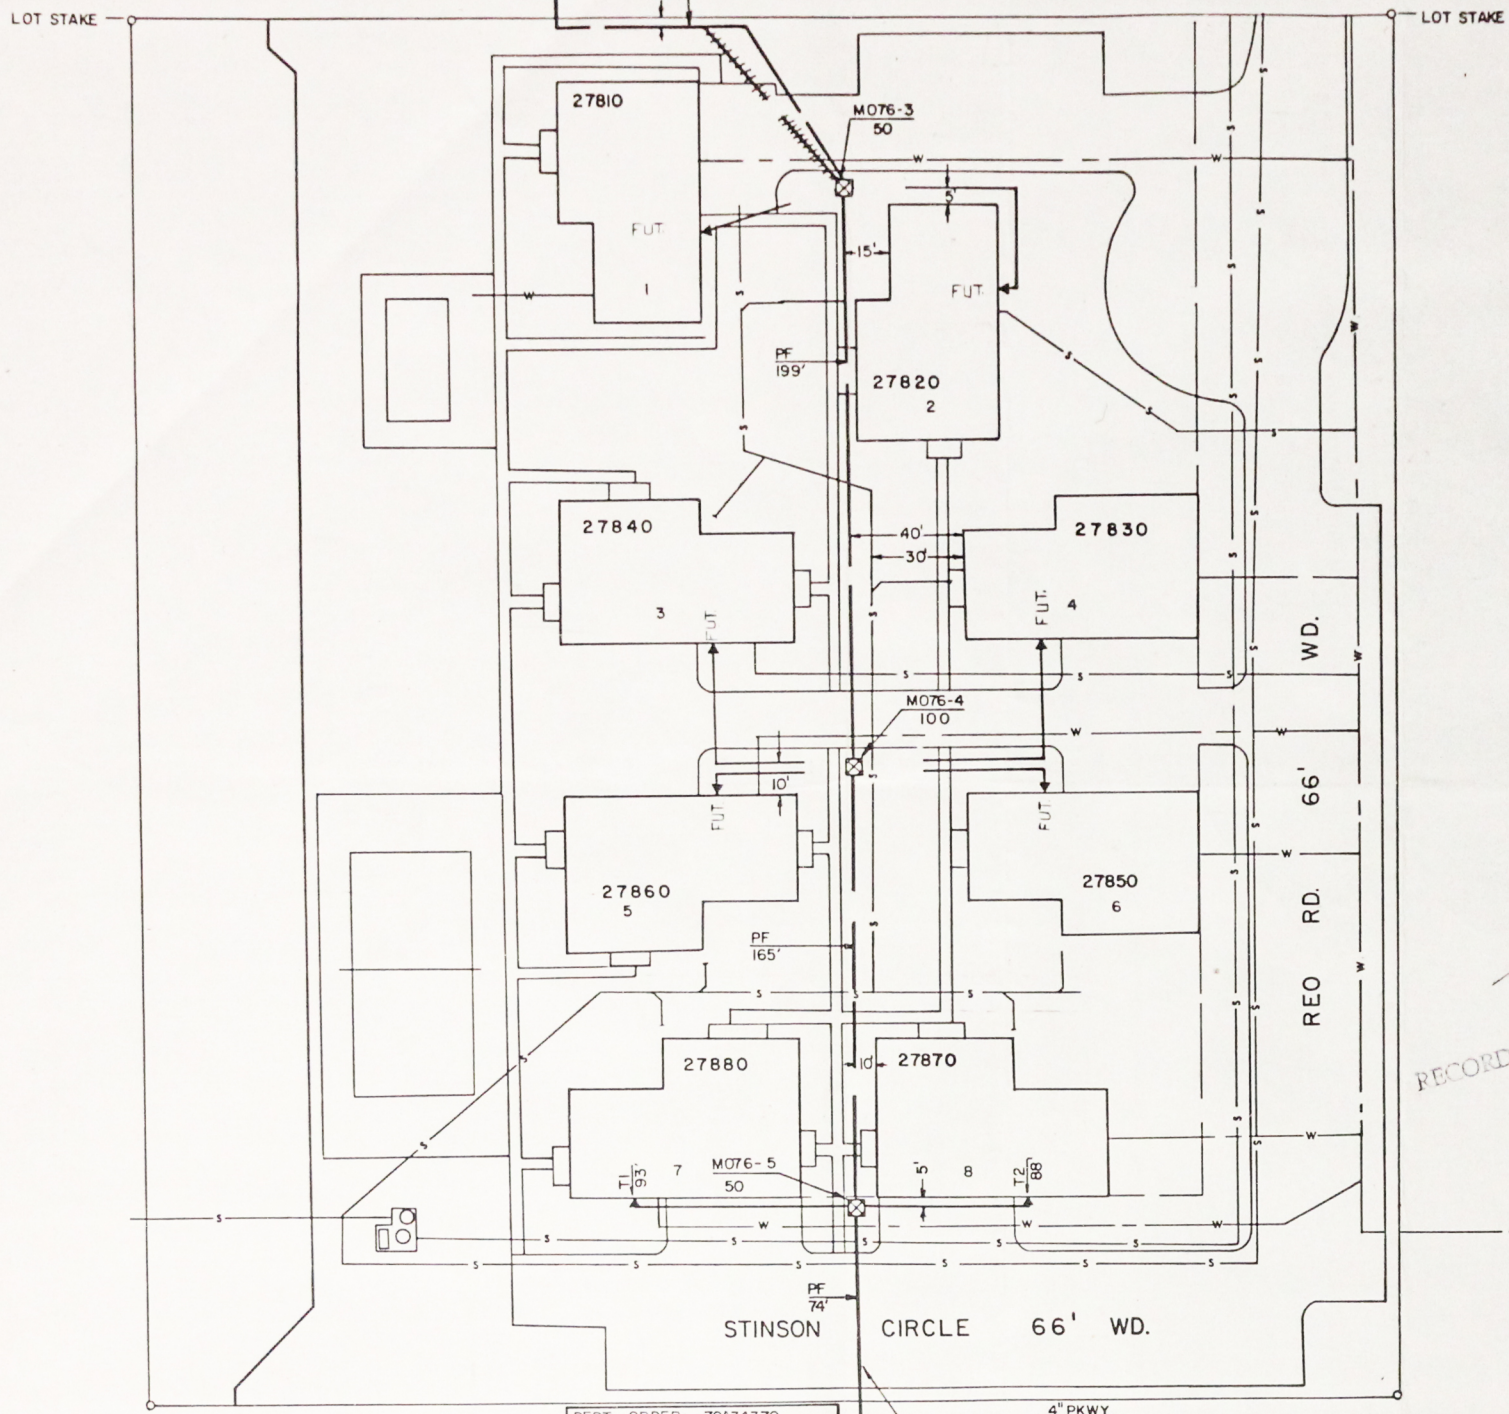 LOT STAKE
LOT STAKE
27810
M076-3
50
W
W
5'
FUT.
15'
1
W
FUT.
S
PF
199'
27820
2
S
S
S
S
27840
27830
40'
30'
3
FUT.
FUT.
4
S
S
S
WD.
M076-4
100
W
W
10'
FUT.
FUT.
66'
27860
5
27850
6
W
PF
165'
REO RD.
S
S
S
27880
10'
27870
RECORD
S
S
W
T1
93'
7
M076-5
50
5'
8
T2
88'
S
W
W
W
S
S
S
S
S
S
S
S
S
S
S
PF
74'
STINSON CIRCLE 66' WD.
4" PKWY